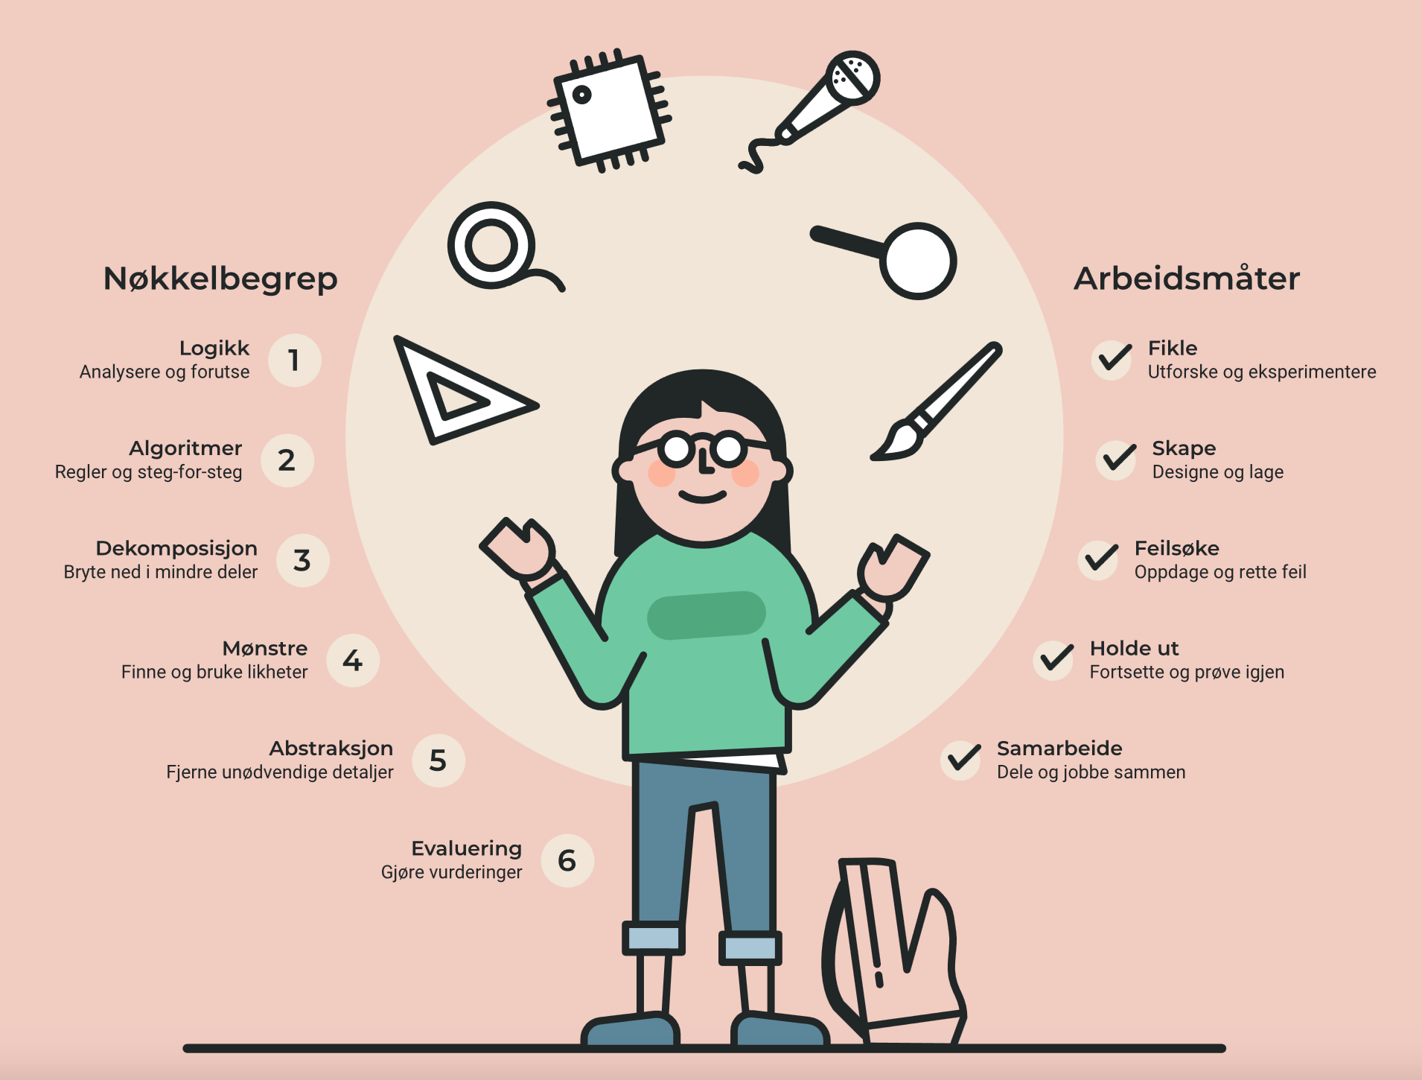 Nøkkelbegrep
Logikk
Analysere og forutse
1
Algoritmer
Regler og steg-for-steg
2
Dekomposisjon
Bryte ned i mindre deler
3
Mønstre
Finne og bruke likheter
4
Abstraksjon
Fjerne unødvendige detaljer
5
Evaluering
Gjøre vurderinger
6
Arbeidsmåter
Fikle
Utforske og eksperimentere
Skape
Designe og lage
Feilsøke
Oppdage og rette feil
Holde ut
Fortsette og prøve igjen
Samarbeide
Dele og jobbe sammen